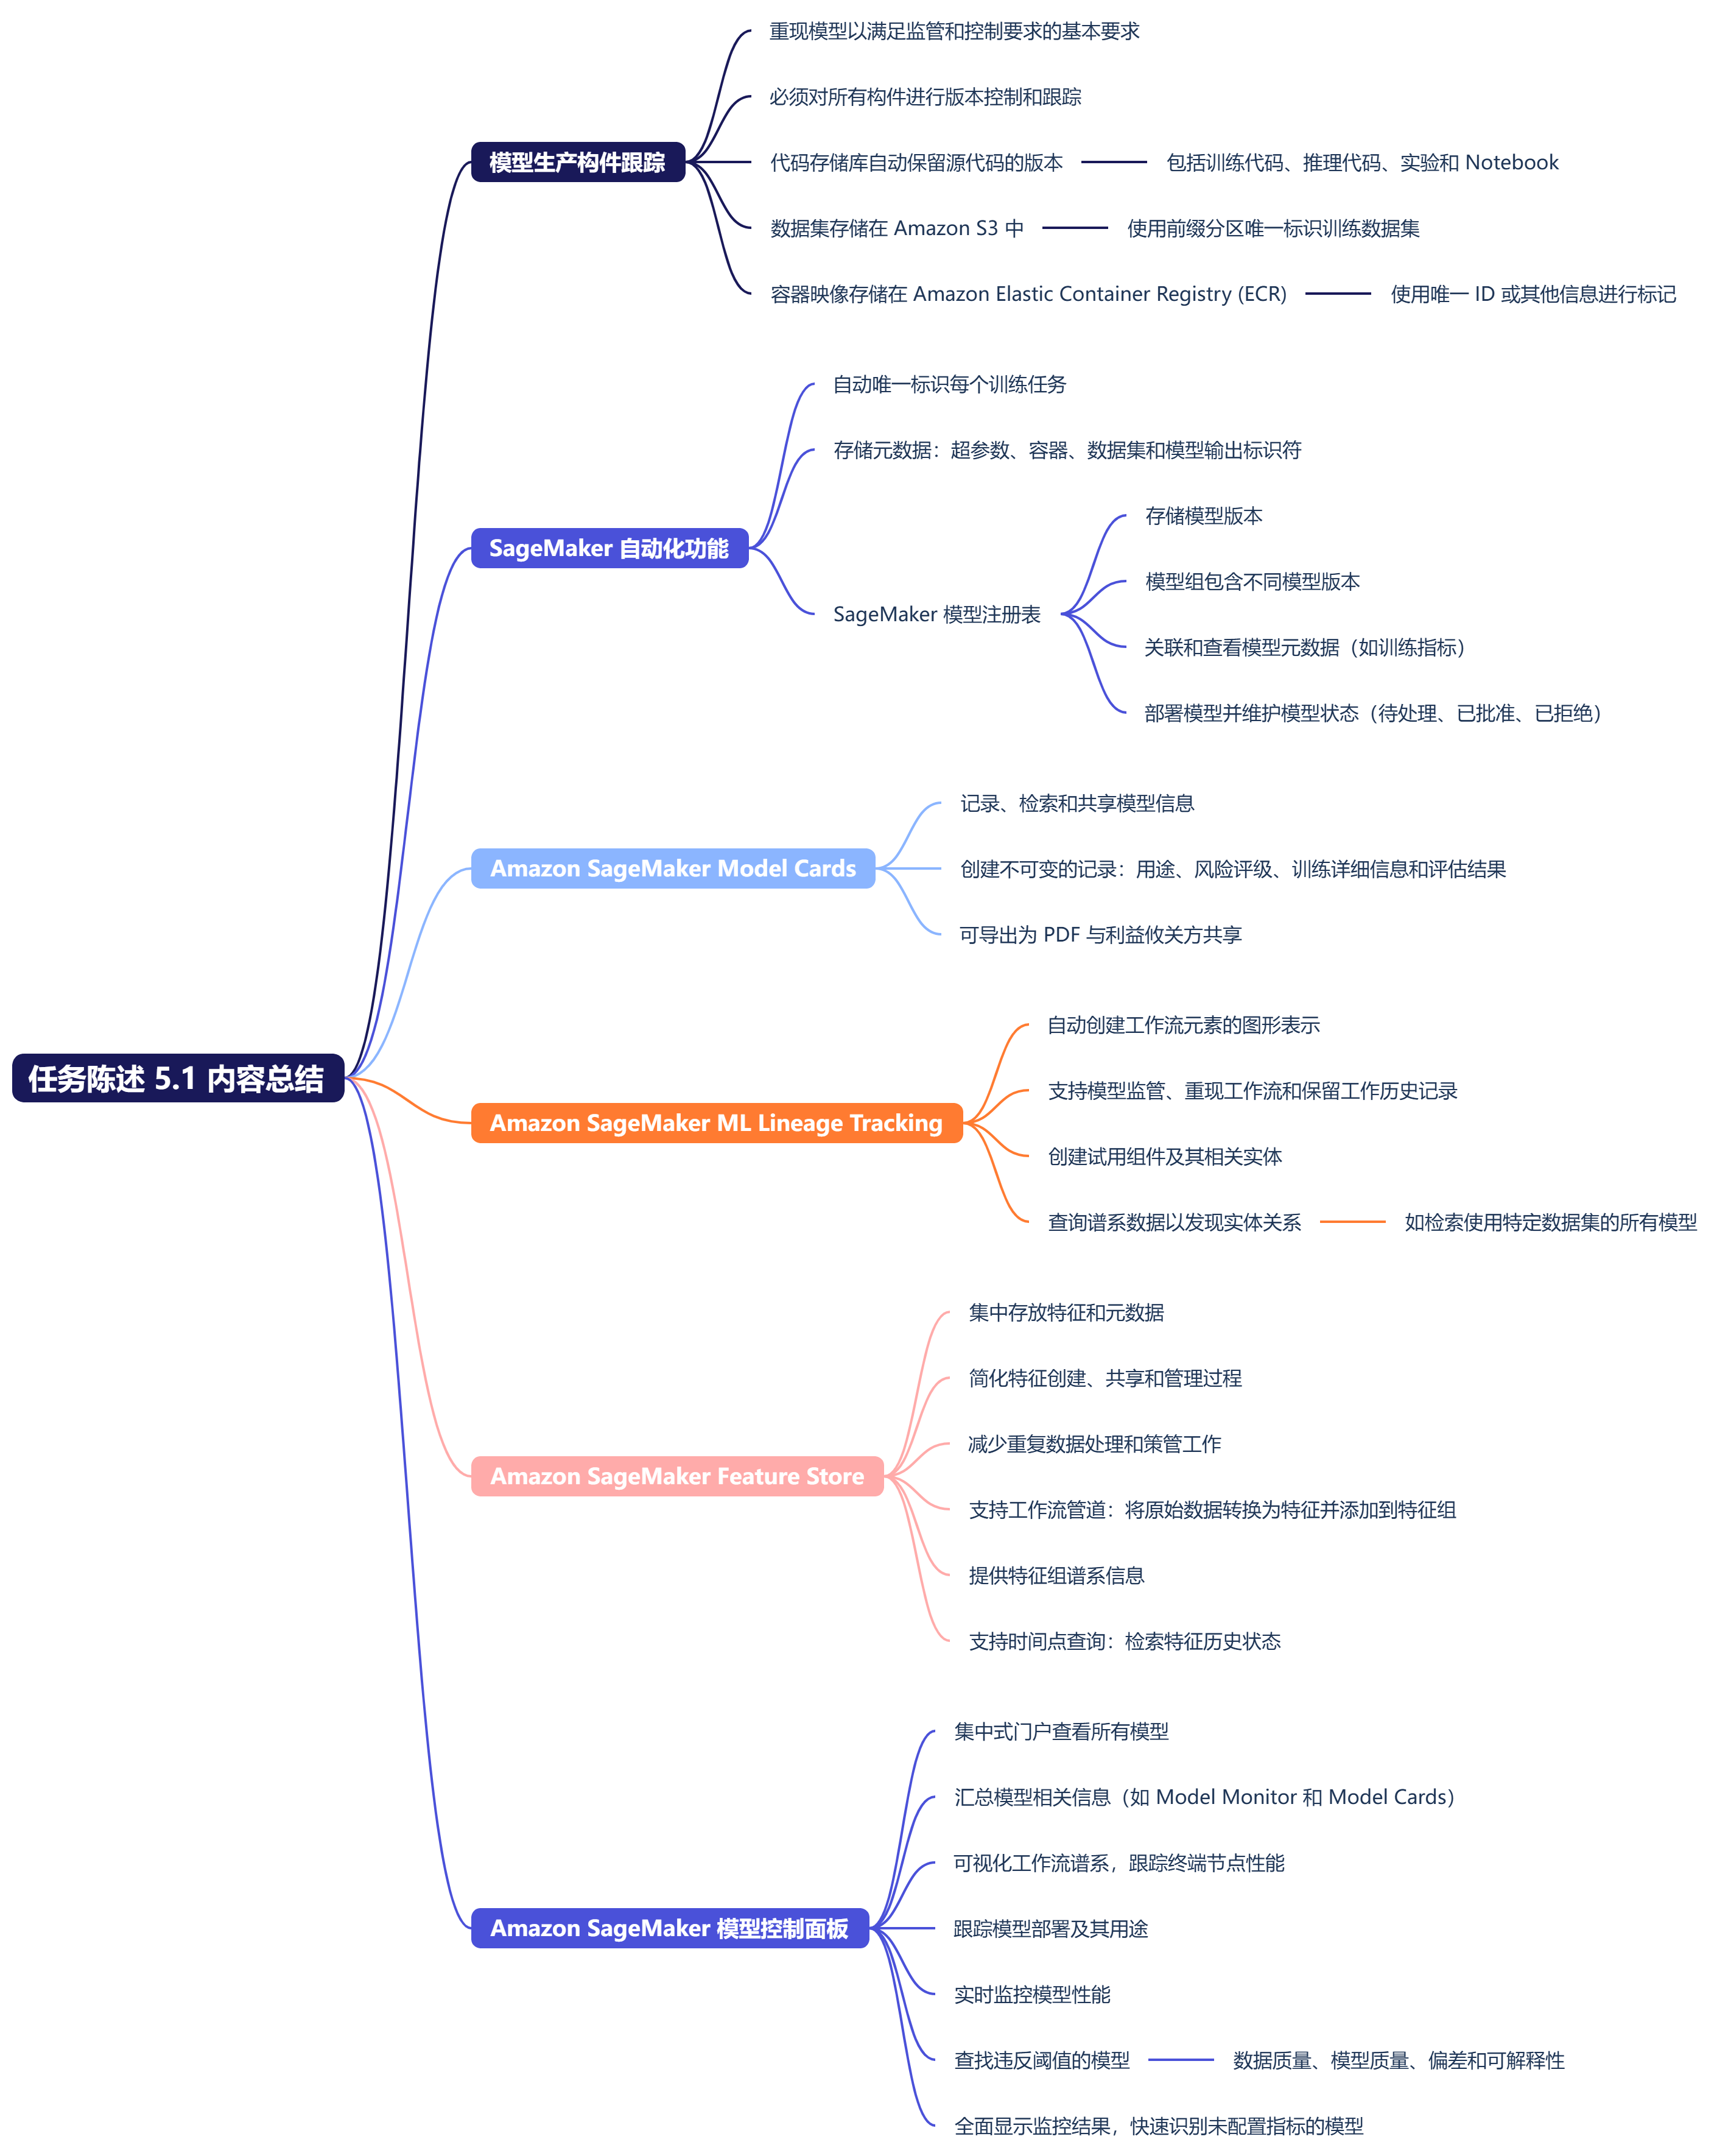 任务陈述 5.1 内容总结
模型生产构件跟踪
重现模型以满足监管和控制要求的基本要求
必须对所有构件进行版本控制和跟踪
代码存储库自动保留源代码的版本
包括训练代码、推理代码、实验和 Notebook
数据集存储在 Amazon S3 中
使用前缀分区唯一标识训练数据集
容器映像存储在 Amazon Elastic Container Registry (ECR)
使用唯一 ID 或其他信息进行标记
SageMaker 自动化功能
自动唯一标识每个训练任务
存储元数据：超参数、容器、数据集和模型输出标识符
SageMaker 模型注册表
存储模型版本
模型组包含不同模型版本
关联和查看模型元数据（如训练指标）
部署模型并维护模型状态（待处理、已批准、已拒绝）
Amazon SageMaker Model Cards
记录、检索和共享模型信息
创建不可变的记录：用途、风险评级、训练详细信息和评估结果
可导出为 PDF 与利益攸关方共享
Amazon SageMaker ML Lineage Tracking
自动创建工作流元素的图形表示
支持模型监管、重现工作流和保留工作历史记录
创建试用组件及其相关实体
查询谱系数据以发现实体关系
如检索使用特定数据集的所有模型
Amazon SageMaker Feature Store
集中存放特征和元数据
简化特征创建、共享和管理过程
减少重复数据处理和策管工作
支持工作流管道：将原始数据转换为特征并添加到特征组
提供特征组谱系信息
支持时间点查询：检索特征历史状态
Amazon SageMaker 模型控制面板
集中式门户查看所有模型
汇总模型相关信息（如 Model Monitor 和 Model Cards）
可视化工作流谱系，跟踪终端节点性能
跟踪模型部署及其用途
实时监控模型性能
查找违反阈值的模型
数据质量、模型质量、偏差和可解释性
全面显示监控结果，快速识别未配置指标的模型